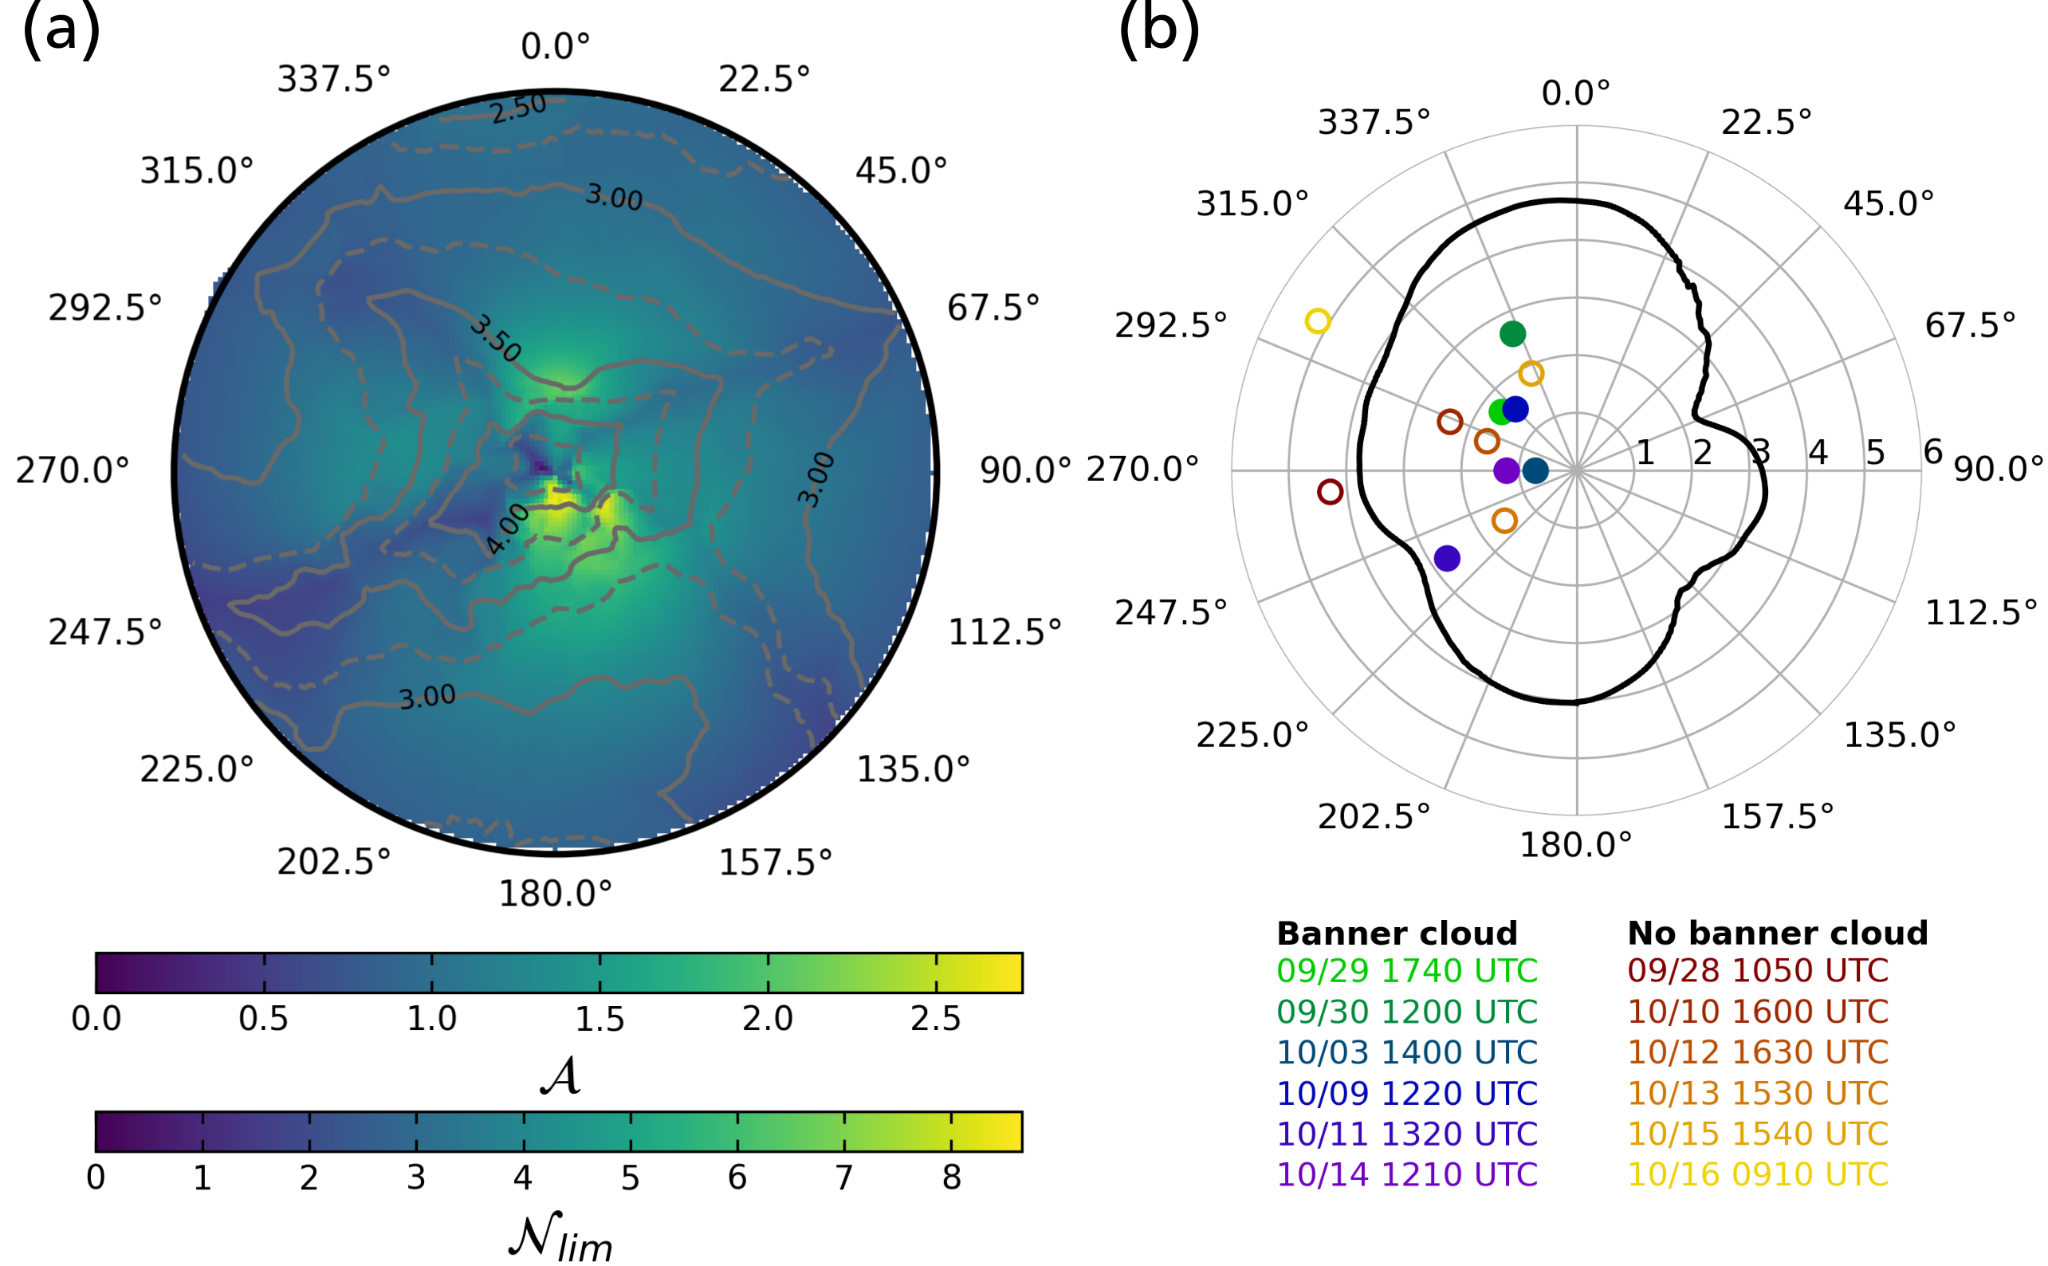 (a)
(b)
0.0°
22.5°
45.0°
67.5°
90.0°
112.5°
135.0°
157.5°
180.0°
202.5°
225.0°
247.5°
270.0°
292.5°
315.0°
337.5°
2.50
3.00
3.50
4.00
3.00
3.00
0.0 0.5 1.0 1.5 2.0 2.5
𝒜
0 1 2 3 4 5 6 7 8
𝒩lim
0.0°
22.5°
45.0°
67.5°
90.0°
112.5°
135.0°
157.5°
180.0°
202.5°
225.0°
247.5°
270.0°
292.5°
315.0°
337.5°
1 2 3 4 5 6
Banner cloud
09/29 1740 UTC
09/30 1200 UTC
10/03 1400 UTC
10/09 1220 UTC
10/11 1320 UTC
10/14 1210 UTC
No banner cloud
09/28 1050 UTC
10/10 1600 UTC
10/12 1630 UTC
10/13 1530 UTC
10/15 1540 UTC
10/16 0910 UTC